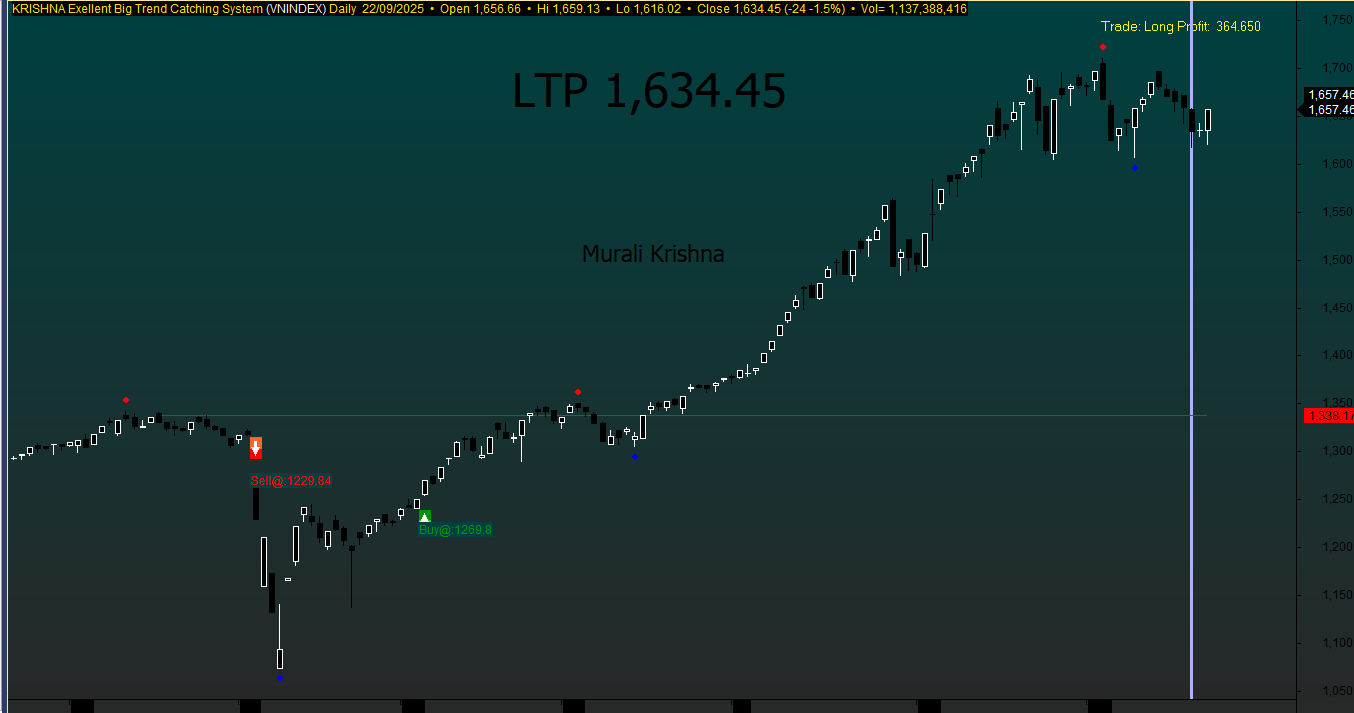 KRISHNA Exellent Big Trend Catching System (VNINDEX) Daily 22/09/2025 • Open 1,656.66 • Hi 1,659.13 • Lo 1,616.02 • Close 1,634.45 (-24 -1.5%) • Vol= 1,137,388,416
Trade: Long Profit: 364.650
LTP 1,634.45
Murali Krishna
Sell@:1229.84
Buy@:1269.8
1,750
1,700
1,657.46
1,657.46
1,600
1,550
1,500
1,450
1,400
1,350
1,338.17
1,300
1,250
1,200
1,150
1,100
1,050